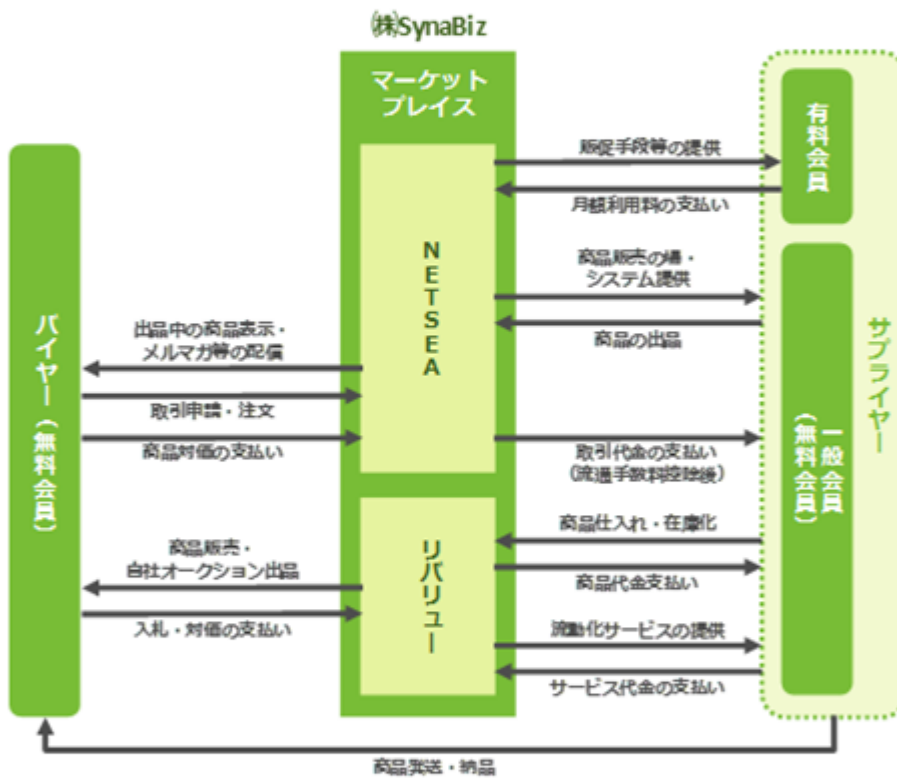 ㈱SynaBiz
マーケット
プレイス
NETSEA
リバリュー
バイヤー(無料会員)
サプライヤー
有料会員
一般会員
(無料会員)
販促手段等の提供
月額利用料の支払い
商品販売の場・
システム提供
商品の出品
出品中の商品表示・
メルマガ等の配信
取引申請・注文
商品対価の支払い
取引代金の支払い
(流通手数料控除後)
商品仕入れ・在庫化
商品販売・
自社オークション出品
商品代金支払い
入札・対価の支払い
流動化サービスの提供
サービス代金の支払い
商品発送・納品